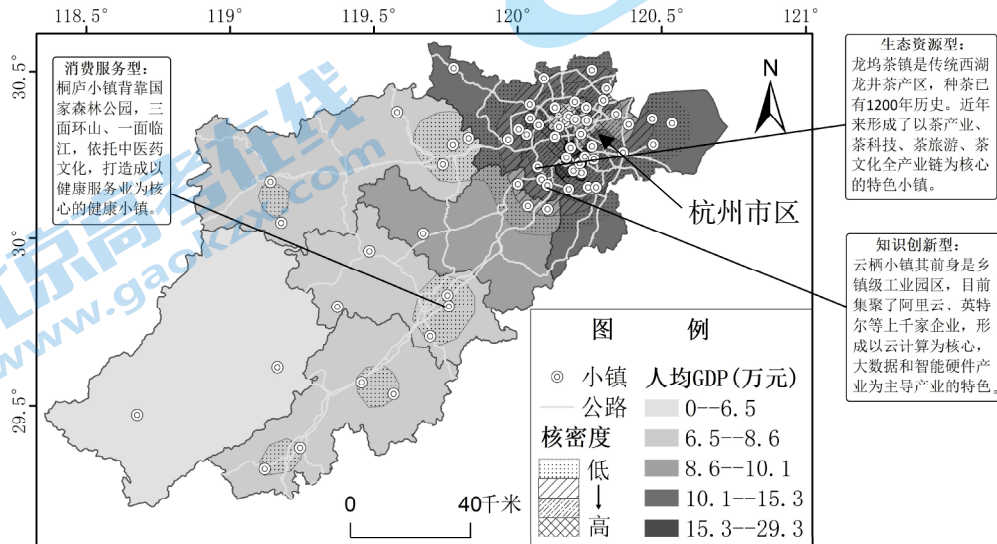 118.5°
119°
119.5°
120°
120.5°
121°
30.5°
30°
29.5°
消费服务型：
桐庐小镇背靠国
家森林公园，三
面环山、一面临
江，依托中医药
文化，打造成以
健康服务业为核
心的健康小镇。
N
生态资源型：
龙坞茶镇是传统西湖
龙井茶产区，种茶已
有1200年历史。近年
来形成了以茶产业、
茶科技、茶旅游、茶
文化全产业链为核心
的特色小镇。
杭州市区
知识创新型：
云栖小镇其前身是乡
镇级工业园区，目前
集聚了阿里云、英特
尔等上千家企业，形
成以云计算为核心，
大数据和智能硬件产
业为主导产业的特色。
图 例
小镇
公路
核密度
低
高
人均GDP(万元)
0--6.5
6.5--8.6
8.6--10.1
10.1--15.3
15.3--29.3
0 40千米
北京高考在线
www.gaokzx.com